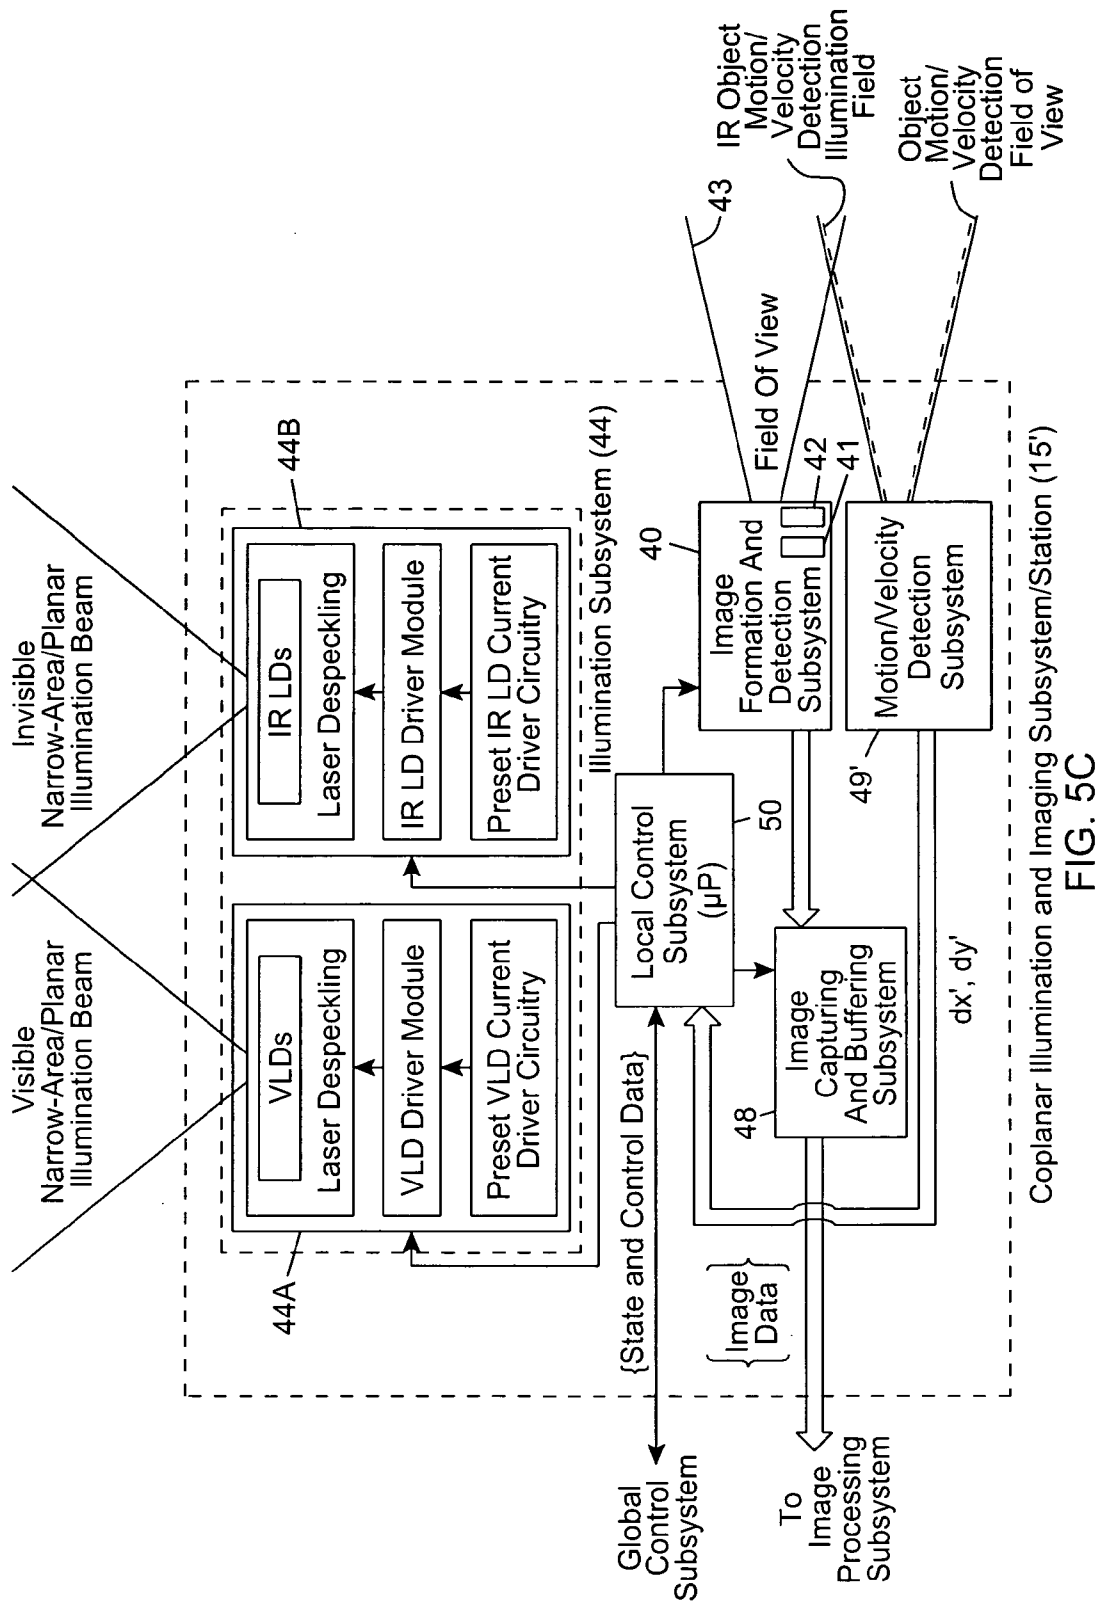 Visible
Narrow-Area/Planar
Illumination Beam
Invisible
Narrow-Area/Planar
Illumination Beam
44A
VLDs
Laser Despeckling
VLD Driver Module
Preset VLD Current
Driver Circuitry
44B
IR LDs
Laser Despeckling
IR LD Driver Module
Preset IR LD Current
Driver Circuitry
Illumination Subsystem (44)
Global
Control
Subsystem
{State and Control Data}
Local Control
Subsystem
(µP)
50
40
Image
Formation And
Detection
Subsystem
42
41
Field Of View
43
IR Object
Motion/
Velocity
Detection
Illumination
Field
Object
Motion/
Velocity
Detection
Field of
View
To
Image
Processing
Subsystem
{Image
Data}
48
Image
Capturing
And Buffering
Subsystem
49'
Motion/Velocity
Detection
Subsystem
dx', dy'
Coplanar Illumination and Imaging Subsystem/Station (15')
FIG. 5C